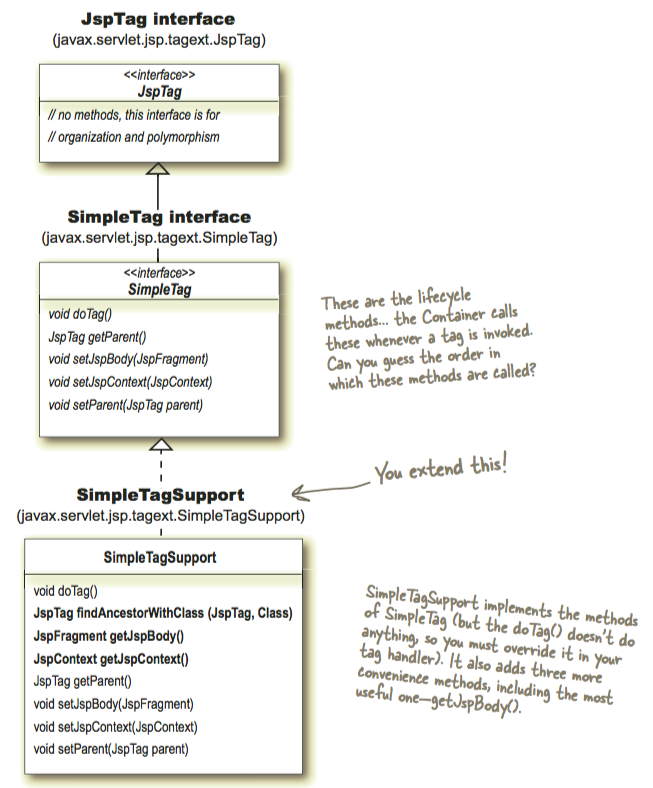 JspTag interface
(javax.servlet.jsp.tagext.JspTag)
<<interface>>
JspTag
// no methods, this interface is for
// organization and polymorphism
SimpleTag interface
(javax.servlet.jsp.tagext.SimpleTag)
<<interface>>
SimpleTag
void doTag()
JspTag getParent()
void setJspBody(JspFragment)
void setJspContext(JspContext)
void setParent(JspTag parent)
These are the lifecycle
methods... the Container calls
these whenever a tag is invoked.
Can you guess the order in
which these methods are called?
You extend this!
SimpleTagSupport
(javax.servlet.jsp.tagext.SimpleTagSupport)
SimpleTagSupport
void doTag()
JspTag findAncestorWithClass (JspTag, Class)
JspFragment getJspBody()
JspContext getJspContext()
JspTag getParent()
void setJspBody(JspFragment)
void setJspContext(JspContext)
void setParent(JspTag parent)
SimpleTagSupport implements the methods
of SimpleTag (but the doTag() doesn't do
anything, so you must override it in your
tag handler). It also adds three more
convenience methods, including the most
useful one—getJspBody().